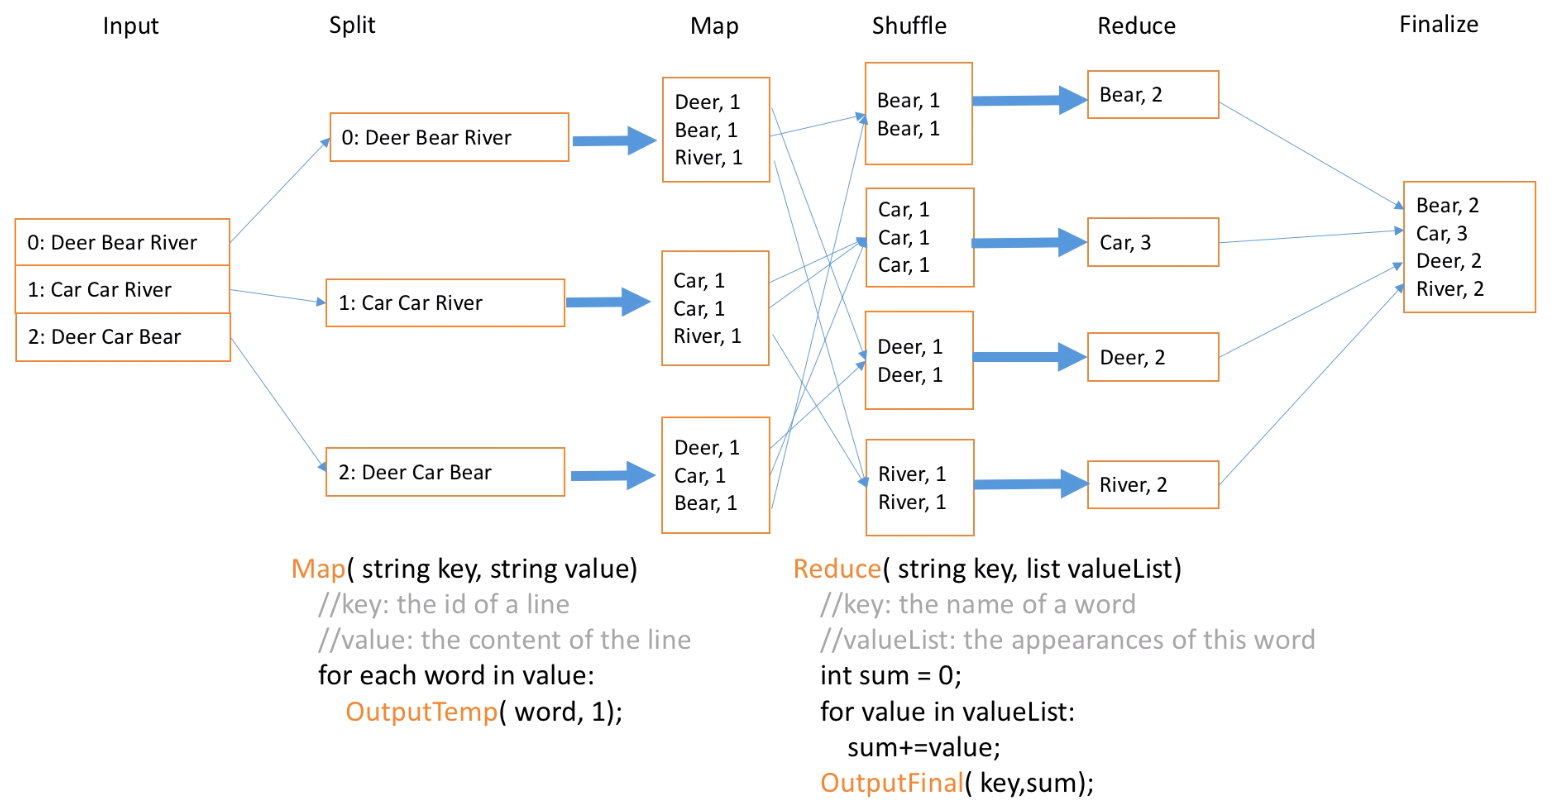 Input
Split
Map
Shuffle
Reduce
Finalize
0: Deer Bear River
1: Car Car River
2: Deer Car Bear
0: Deer Bear River
1: Car Car River
2: Deer Car Bear
Deer, 1
Bear, 1
River, 1
Car, 1
Car, 1
River, 1
Deer, 1
Car, 1
Bear, 1
Bear, 1
Bear, 1
Car, 1
Car, 1
Car, 1
Deer, 1
Deer, 1
River, 1
River, 1
Bear, 2
Car, 3
Deer, 2
River, 2
Bear, 2
Car, 3
Deer, 2
River, 2
Map( string key, string value)
//key: the id of a line
//value: the content of the line
for each word in value:
OutputTemp( word, 1);
Reduce( string key, list valueList)
//key: the name of a word
//valueList: the appearances of this word
int sum = 0;
for value in valueList:
sum+=value;
OutputFinal( key,sum);